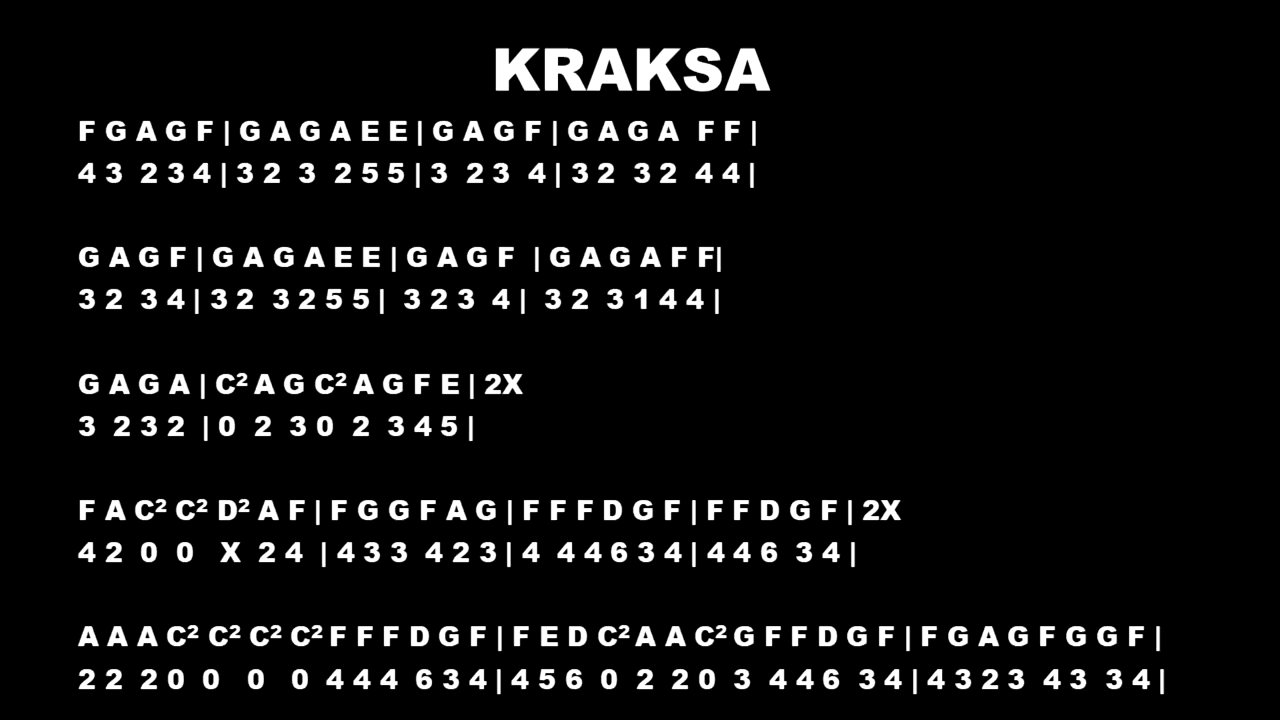 KRAKSA
F G A G F | G A G A E E | G A G F | G A G A F F |
4 3 2 3 4 | 3 2 3 2 5 5 | 3 2 3 4 | 3 2 3 2 4 4 |
G A G F | G A G A E E | G A G F | G A G A F F|
3 2 3 4 | 3 2 3 2 5 5 | 3 2 3 4 | 3 2 3 1 4 4 |
G A G A | C² A G C² A G F E | 2X
3 2 3 2 | 0 2 3 0 2 3 4 5 |
F A C² C² D² A F | F G G F A G | F F F D G F | F F D G F | 2X
4 2 0 0 X 2 4 | 4 3 3 4 2 3 | 4 4 4 6 3 4 | 4 4 6 3 4 |
A A A C² C² C² C² F F F D G F | F E D C² A A C² G F F D G F | F G A G F G G F |
2 2 2 0 0 0 0 4 4 4 6 3 4 | 4 5 6 0 2 2 0 3 4 4 6 3 4 | 4 3 2 3 4 3 3 4 |